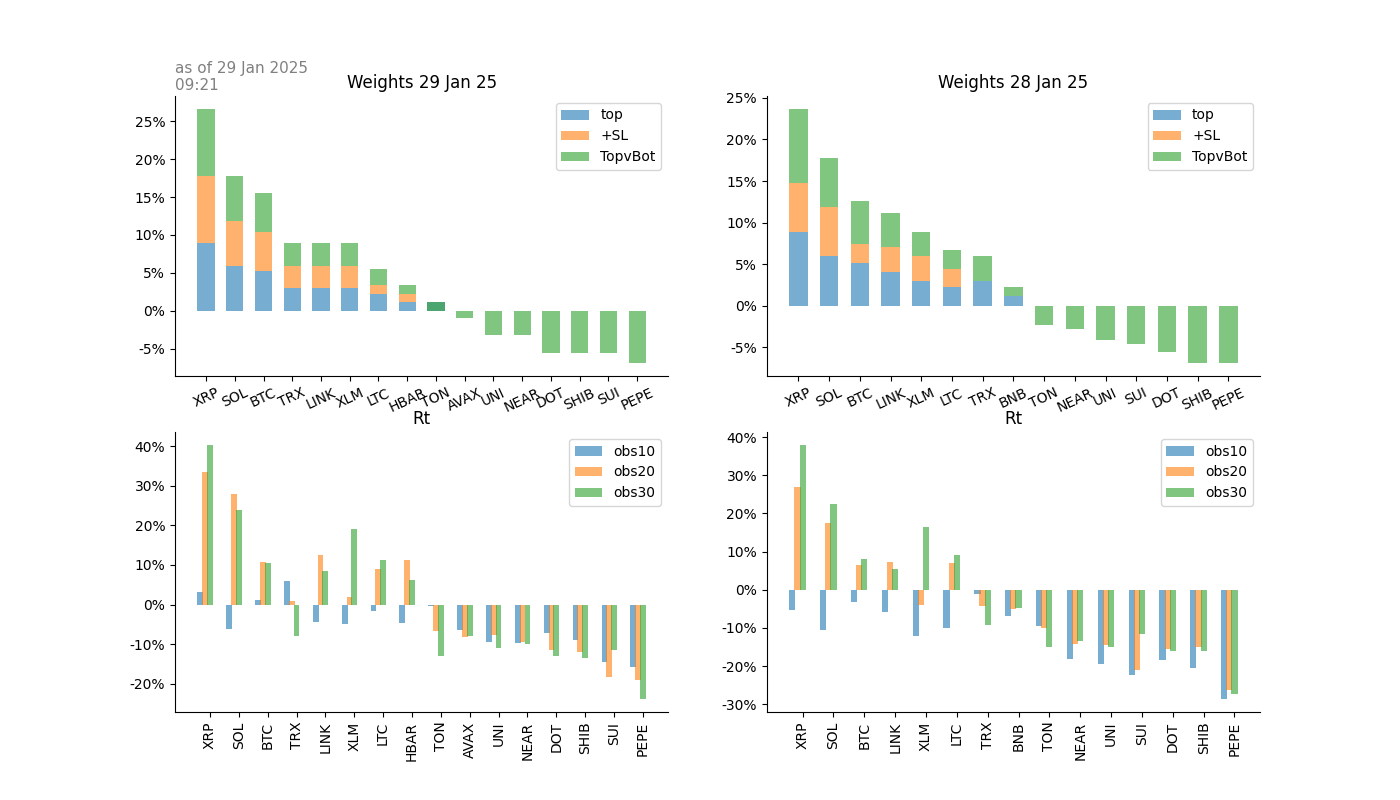 as of 29 Jan 2025
09:21
Weights 29 Jan 25
25%
20%
15%
10%
5%
0%
-5%
top
+SL
TopvBot
XRP SOL BTC TRX LINK XLM LTC HBAR TON AVAX UNI NEAR DOT SHIB SUI PEPE
Weights 28 Jan 25
25%
20%
15%
10%
5%
0%
-5%
top
+SL
TopvBot
XRP SOL BTC LINK XLM LTC TRX BNB TON NEAR UNI SUI DOT SHIB PEPE
Rt
40%
30%
20%
10%
0%
-10%
-20%
obs10
obs20
obs30
XRP SOL BTC TRX LINK XLM LTC HBAR TON AVAX UNI NEAR DOT SHIB SUI PEPE
Rt
40%
30%
20%
10%
0%
-10%
-20%
-30%
obs10
obs20
obs30
XRP SOL BTC LINK XLM LTC TRX BNB TON NEAR UNI SUI DOT SHIB PEPE